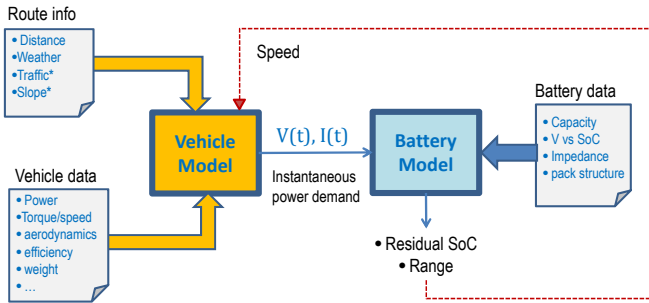 Route info
• Distance
•Weather
•Traffic*
•Slope*
Speed
Vehicle
Model
V(t), I(t)
Instantaneous
power demand
Battery
Model
Battery data
• Capacity
• V vs SoC
• Impedance
• pack structure
Vehicle data
• Power
•Torque/speed
• aerodynamics
• efficiency
• weight
• ...
• Residual SoC
• Range